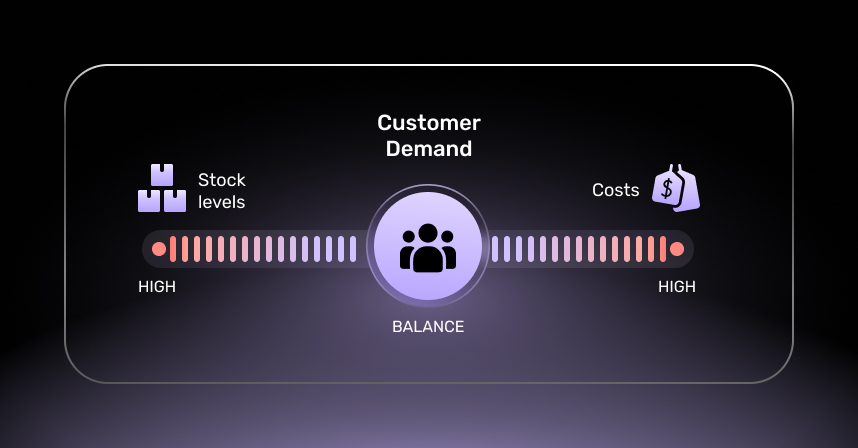 Customer
Demand
Stock
levels
Costs
$
HIGH
HIGH
BALANCE